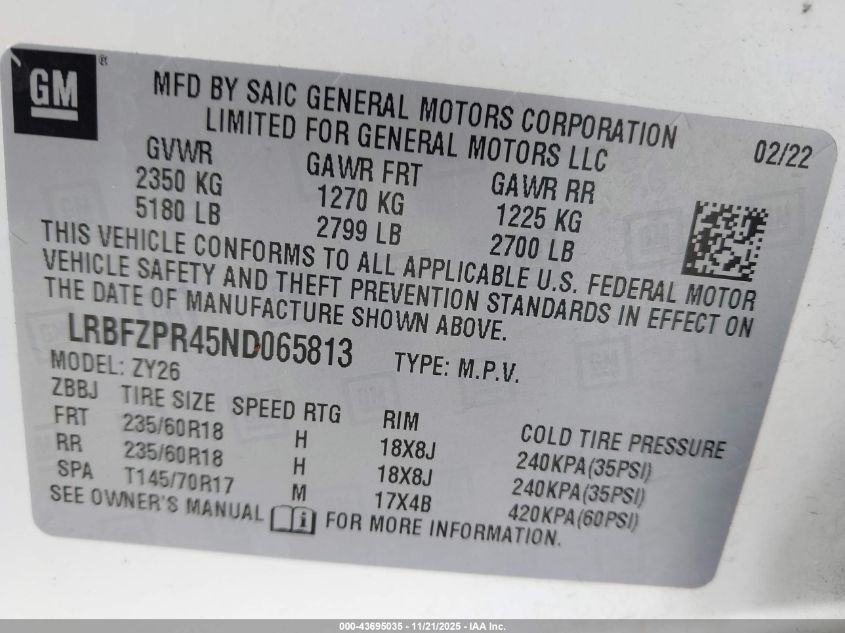 GM®
MFD BY SAIC GENERAL MOTORS CORPORATION
LIMITED FOR GENERAL MOTORS LLC
02/22
GVWR GAWR FRT GAWR RR
2350 KG 1270 KG 1225 KG
5180 LB 2799 LB 2700 LB
THIS VEHICLE CONFORMS TO ALL APPLICABLE U.S. FEDERAL MOTOR
VEHICLE SAFETY AND THEFT PREVENTION STANDARDS IN EFFECT ON
THE DATE OF MANUFACTURE SHOWN ABOVE.
LRBFZPR45ND065813 TYPE: M.P.V.
MODEL: ZY26
ZBBJ TIRE SIZE SPEED RTG RIM COLD TIRE PRESSURE
FRT 235/60R18 H 18X8J 240KPA(35PSI)
RR 235/60R18 H 18X8J 240KPA(35PSI)
SPA T145/70R17 M 17X4B 420KPA(60PSI)
SEE OWNER'S MANUAL FOR MORE INFORMATION.
000-43695035 - 11/21/2025 - IAA Inc.